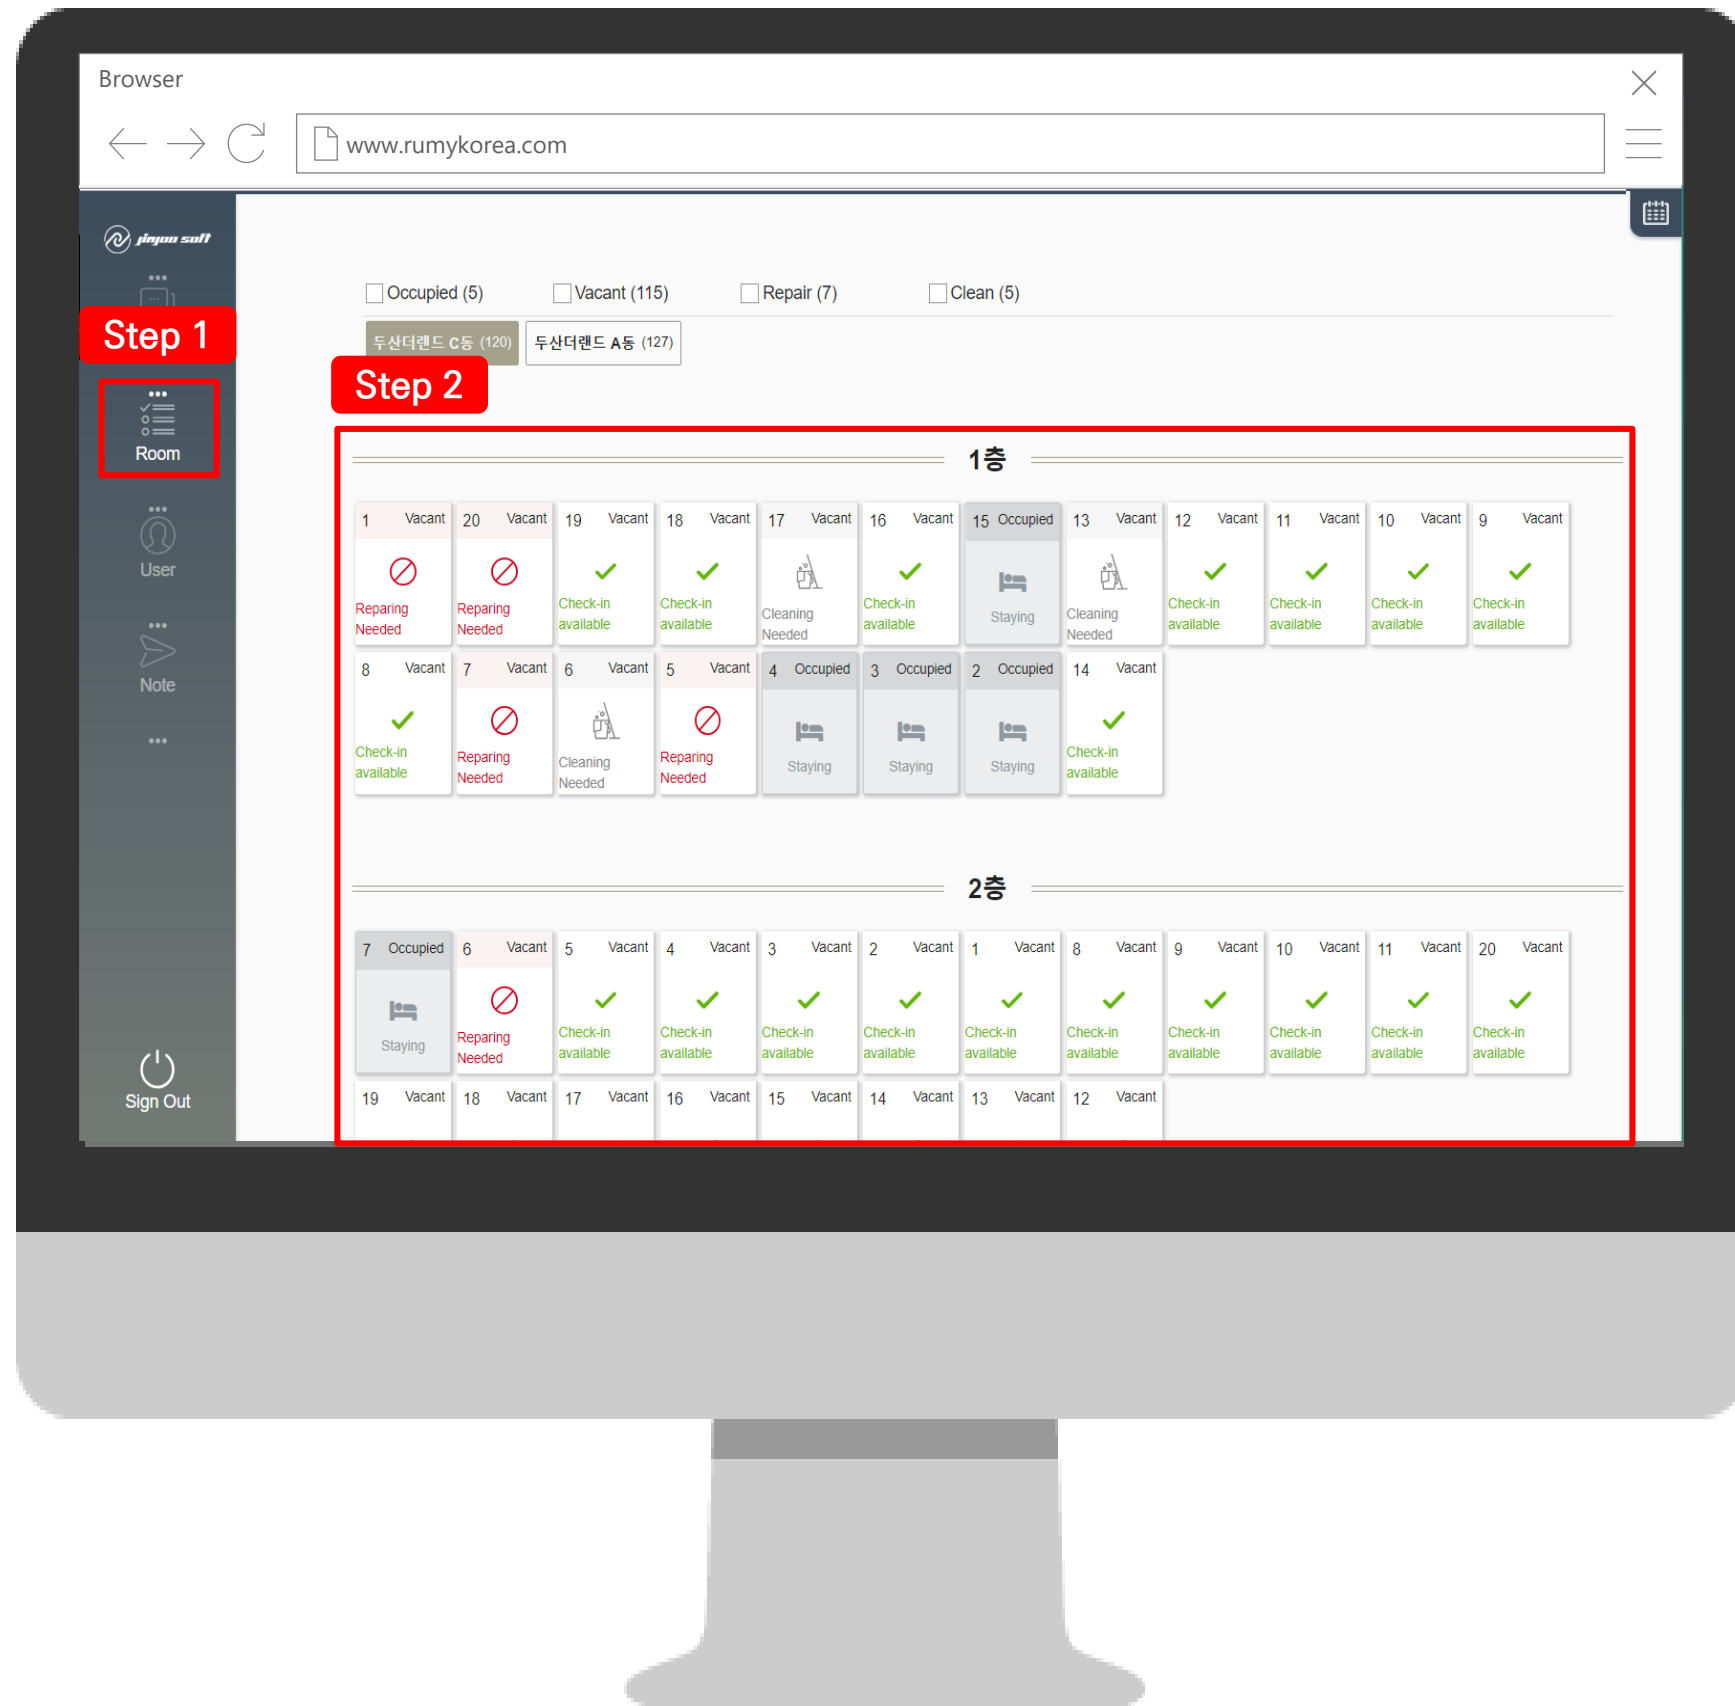 Browser
www.rumykorea.com
jinyoo soft
Occupied (5) Vacant (115) Repair (7) Clean (5)
Step 1
두산더랜드 C동 (120) 두산더랜드 A동 (127)
Step 2
Room
User
Note
Sign Out
1층
1 Vacant 20 Vacant 19 Vacant 18 Vacant 17 Vacant 16 Vacant 15 Occupied 13 Vacant 12 Vacant 11 Vacant 10 Vacant 9 Vacant
Reparing Reparing Check-in Check-in Cleaning Check-in Staying Cleaning Check-in Check-in Check-in Check-in
Needed Needed available available Needed available Needed available available available available
8 Vacant 7 Vacant 6 Vacant 5 Vacant 4 Occupied 3 Occupied 2 Occupied 14 Vacant
Check-in Reparing Cleaning Reparing Staying Staying Staying Check-in
available Needed Needed Needed available
2층
7 Occupied 6 Vacant 5 Vacant 4 Vacant 3 Vacant 2 Vacant 1 Vacant 8 Vacant 9 Vacant 10 Vacant 11 Vacant 20 Vacant
Staying Reparing Check-in Check-in Check-in Check-in Check-in Check-in Check-in Check-in Check-in Check-in
Needed available available available available available available available available available available
19 Vacant 18 Vacant 17 Vacant 16 Vacant 15 Vacant 14 Vacant 13 Vacant 12 Vacant